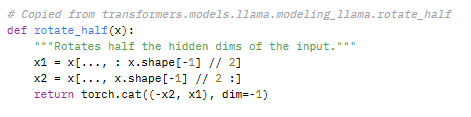 # Copied from transformers.models.llama.modeling_llama.rotate_half
def rotate_half(x):
    """Rotates half the hidden dims of the input."""
    x1 = x[..., : x.shape[-1] // 2]
    x2 = x[..., x.shape[-1] // 2 :]
    return torch.cat((-x2, x1), dim=-1)